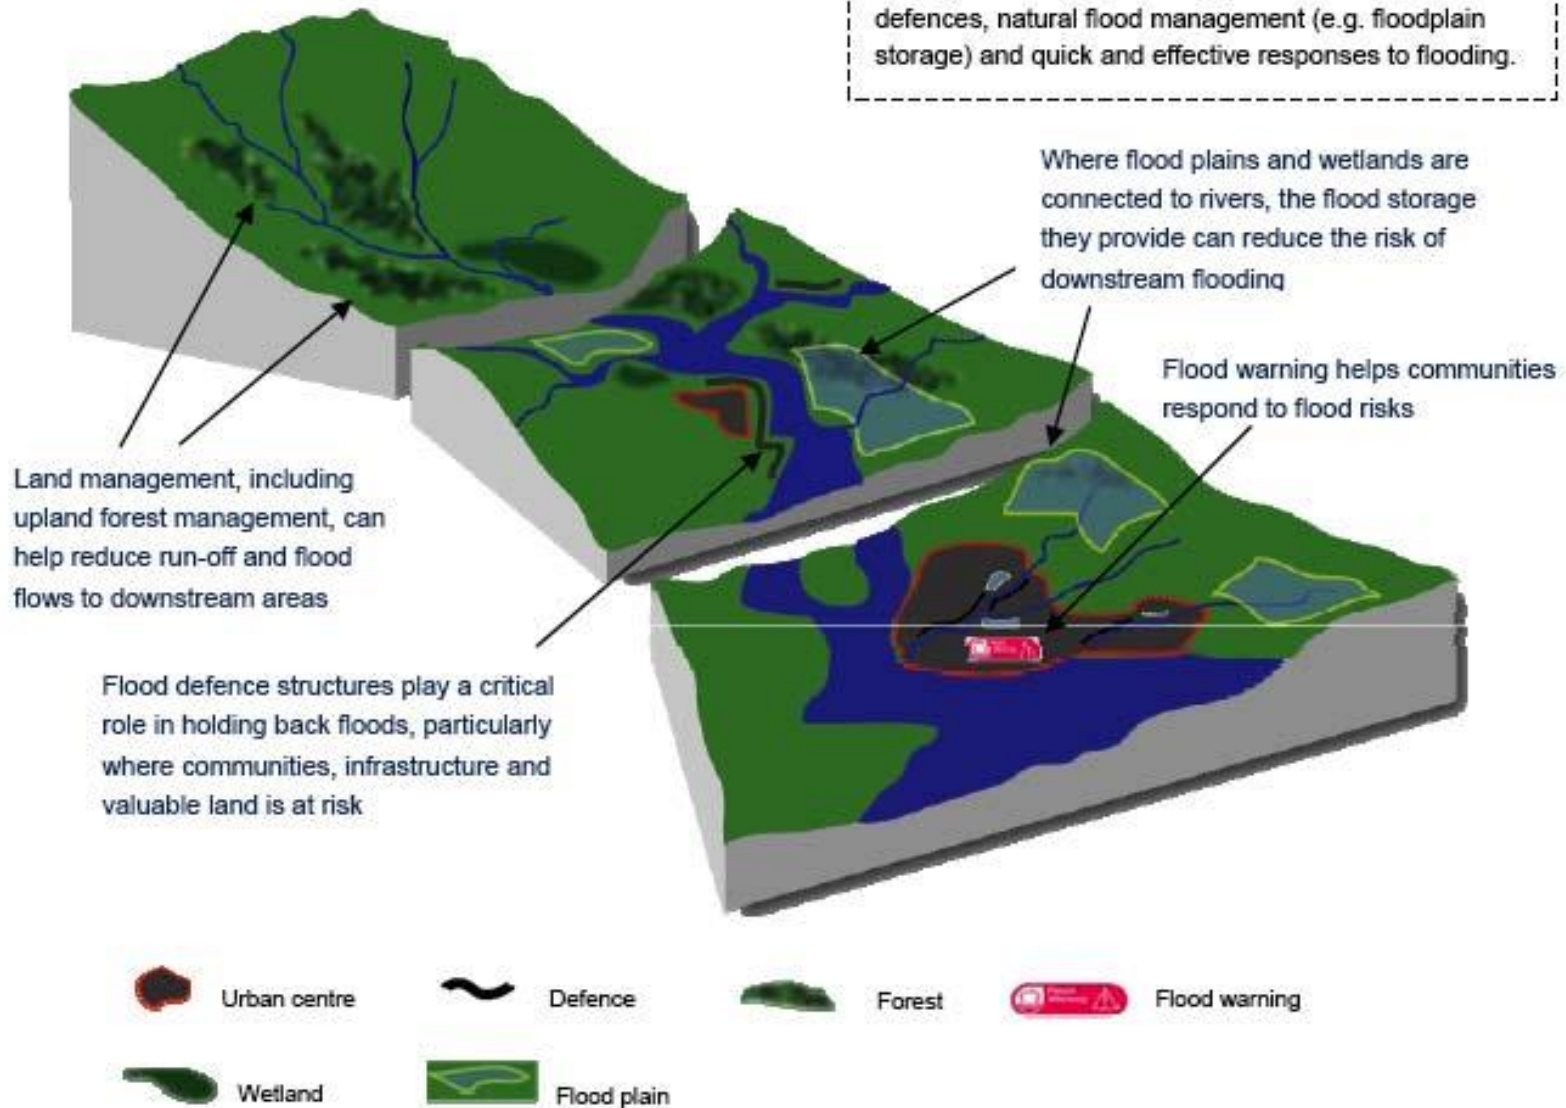 defences, natural flood management (e.g. floodplain
storage) and quick and effective responses to flooding.
Where flood plains and wetlands are
connected to rivers, the flood storage
they provide can reduce the risk of
downstream flooding
Flood warning helps communities
respond to flood risks
Land management, including
upland forest management, can
help reduce run-off and flood
flows to downstream areas
Flood defence structures play a critical
role in holding back floods, particularly
where communities, infrastructure and
valuable land is at risk
Urban centre
Defence
Forest
Flood warning
Wetland
Flood plain